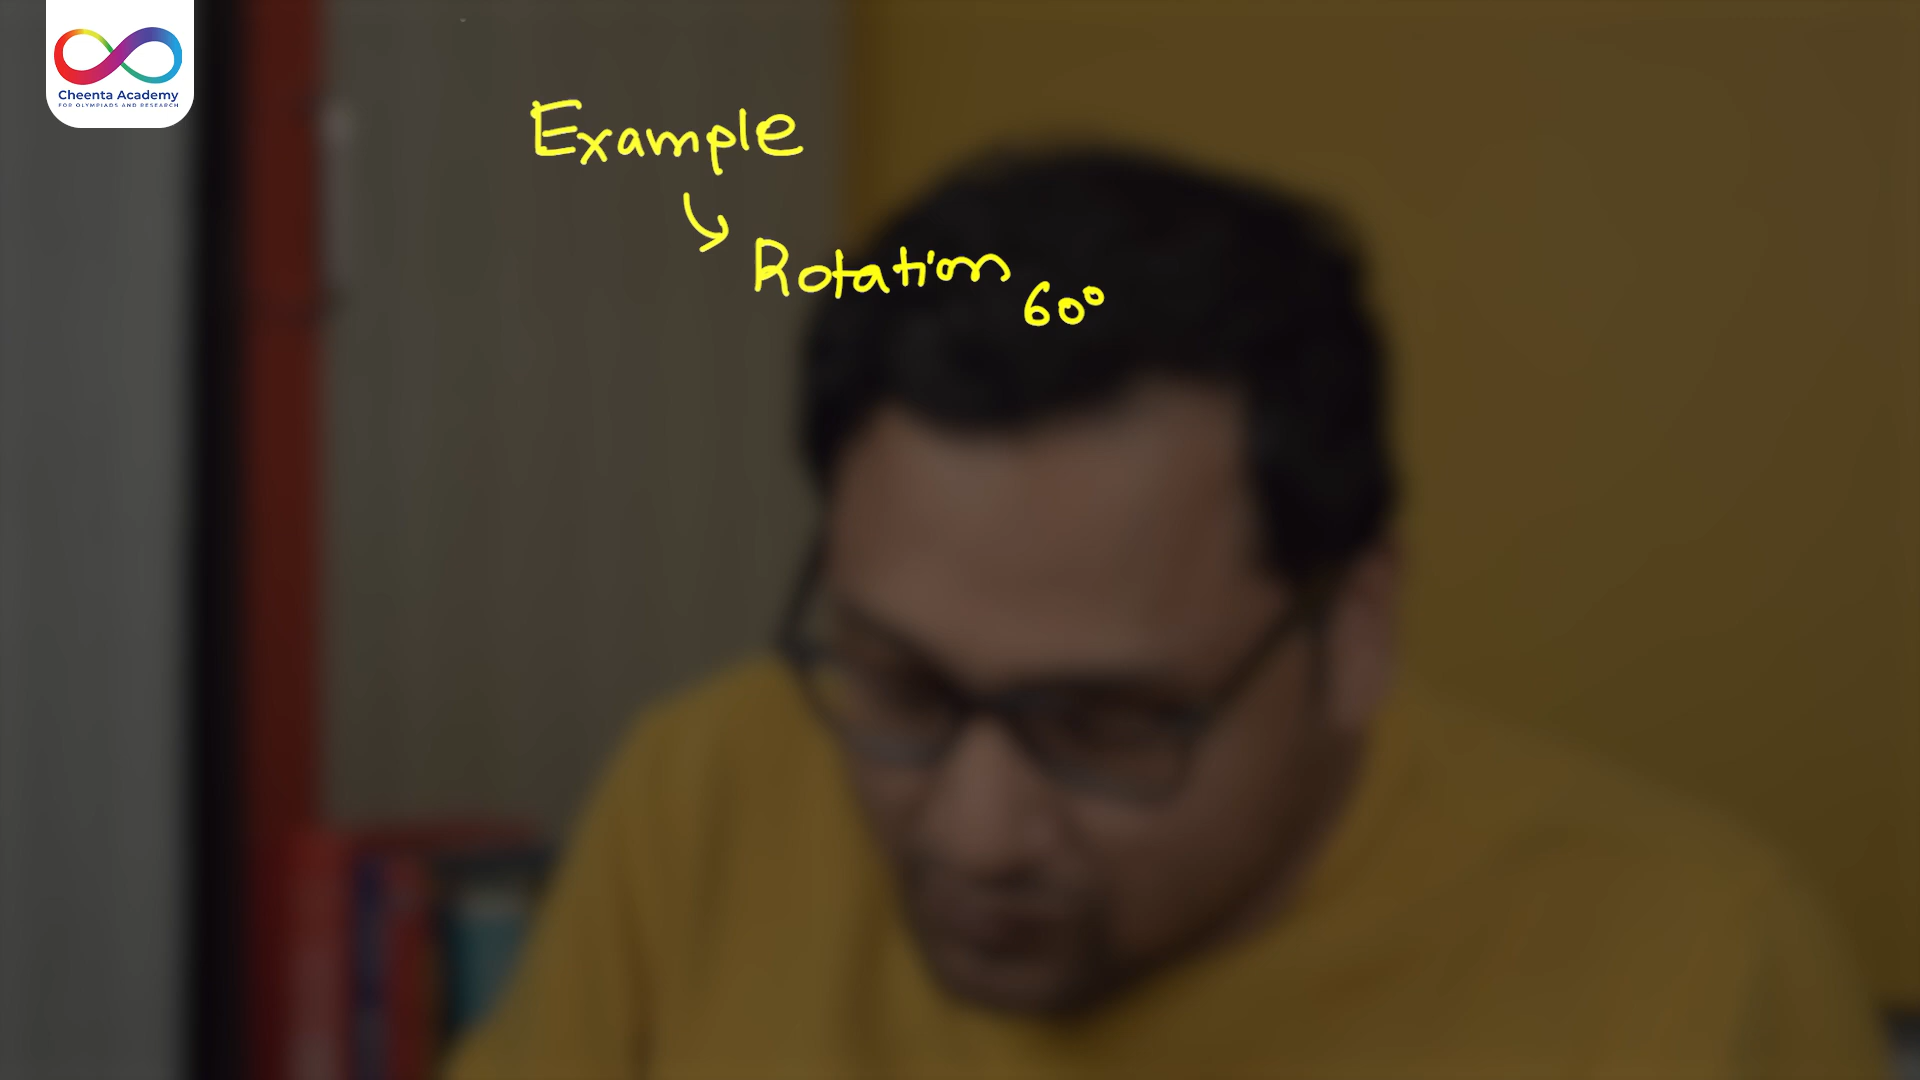 Cheenta Academy
FOR OLYMPIADS AND RESEARCH
Example
Rotation
60°